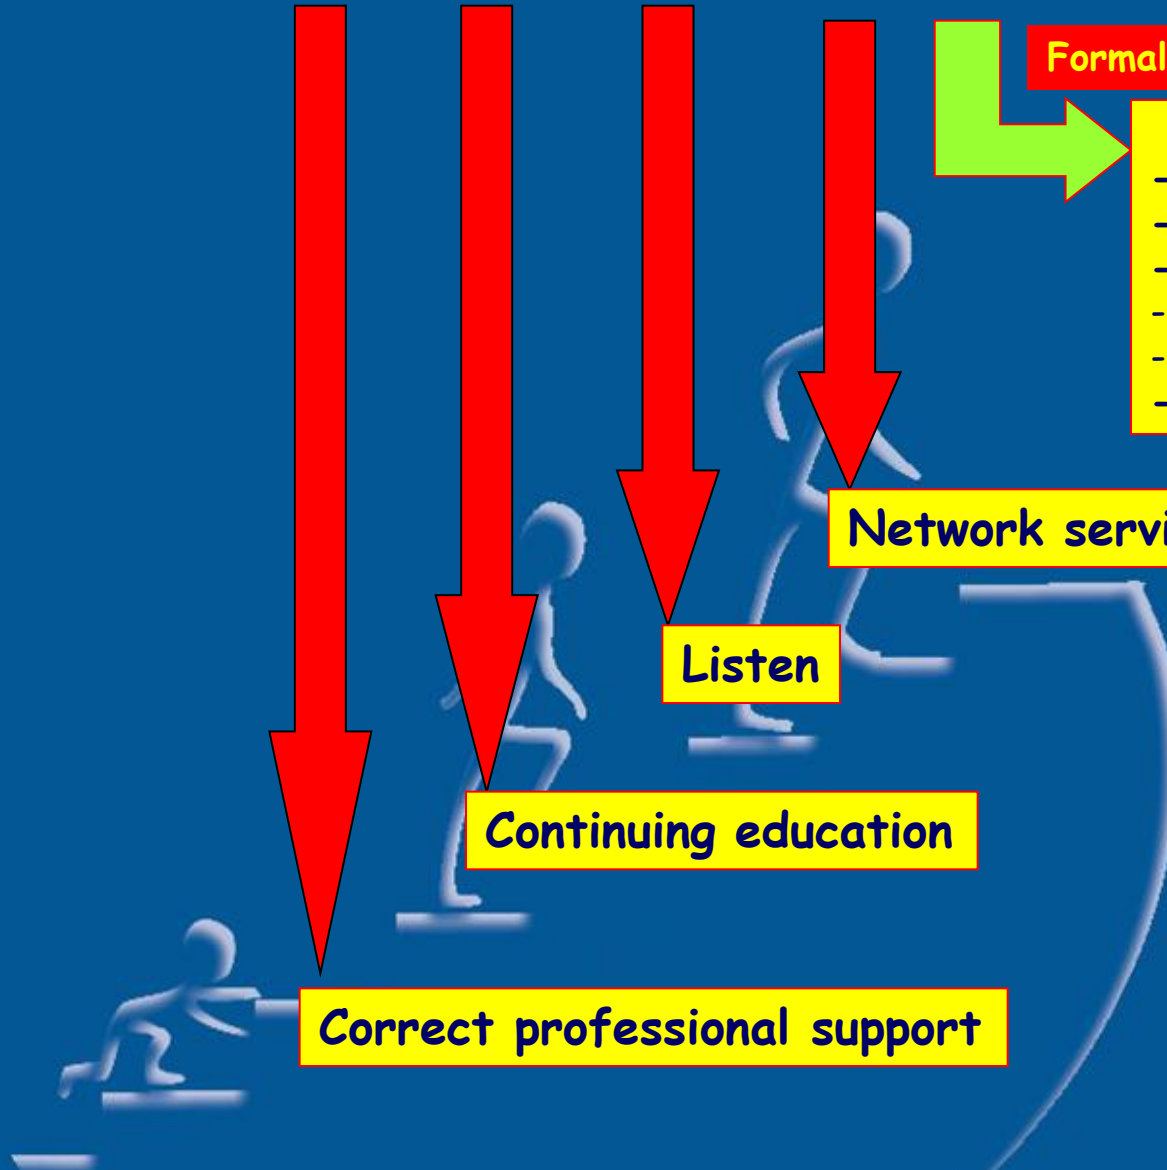 Formal
-
-
-
-
-
-
Network servi
Listen
Continuing education
Correct professional support